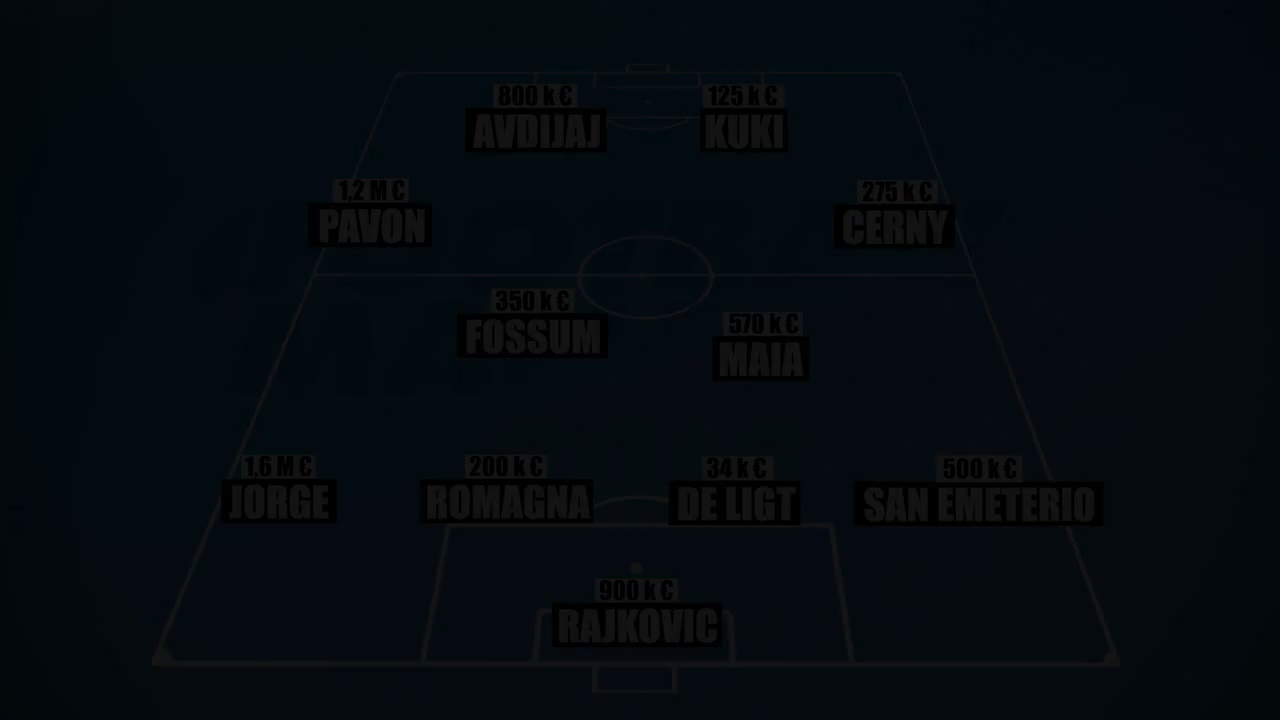 800 k €
AVDIJAJ
125 k €
KUKI
1,2 M €
PAVON
275 k €
CERNY
350 k €
FOSSUM
570 k €
MAIA
1,6 M €
JORGE
200 k €
ROMAGNA
34 k €
DE LIGT
500 k €
SAN EMETERIO
900 k €
RAJKOVIC